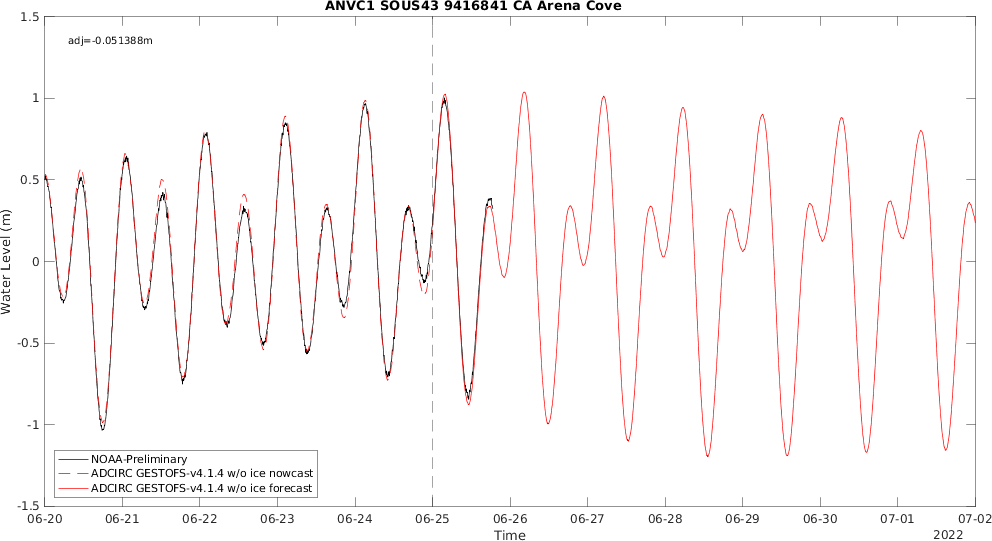 ANVC1 SOUS43 9416841 CA Arena Cove
adj=-0.051388m
1.5
1
0.5
0
-0.5
-1
-1.5
Water Level (m)
NOAA-Preliminary
ADCIRC GESTOFS-v4.1.4 w/o ice nowcast
ADCIRC GESTOFS-v4.1.4 w/o ice forecast
06-20 06-21 06-22 06-23 06-24 06-25 06-26 06-27 06-28 06-29 06-30 07-01 07-02
Time
2022